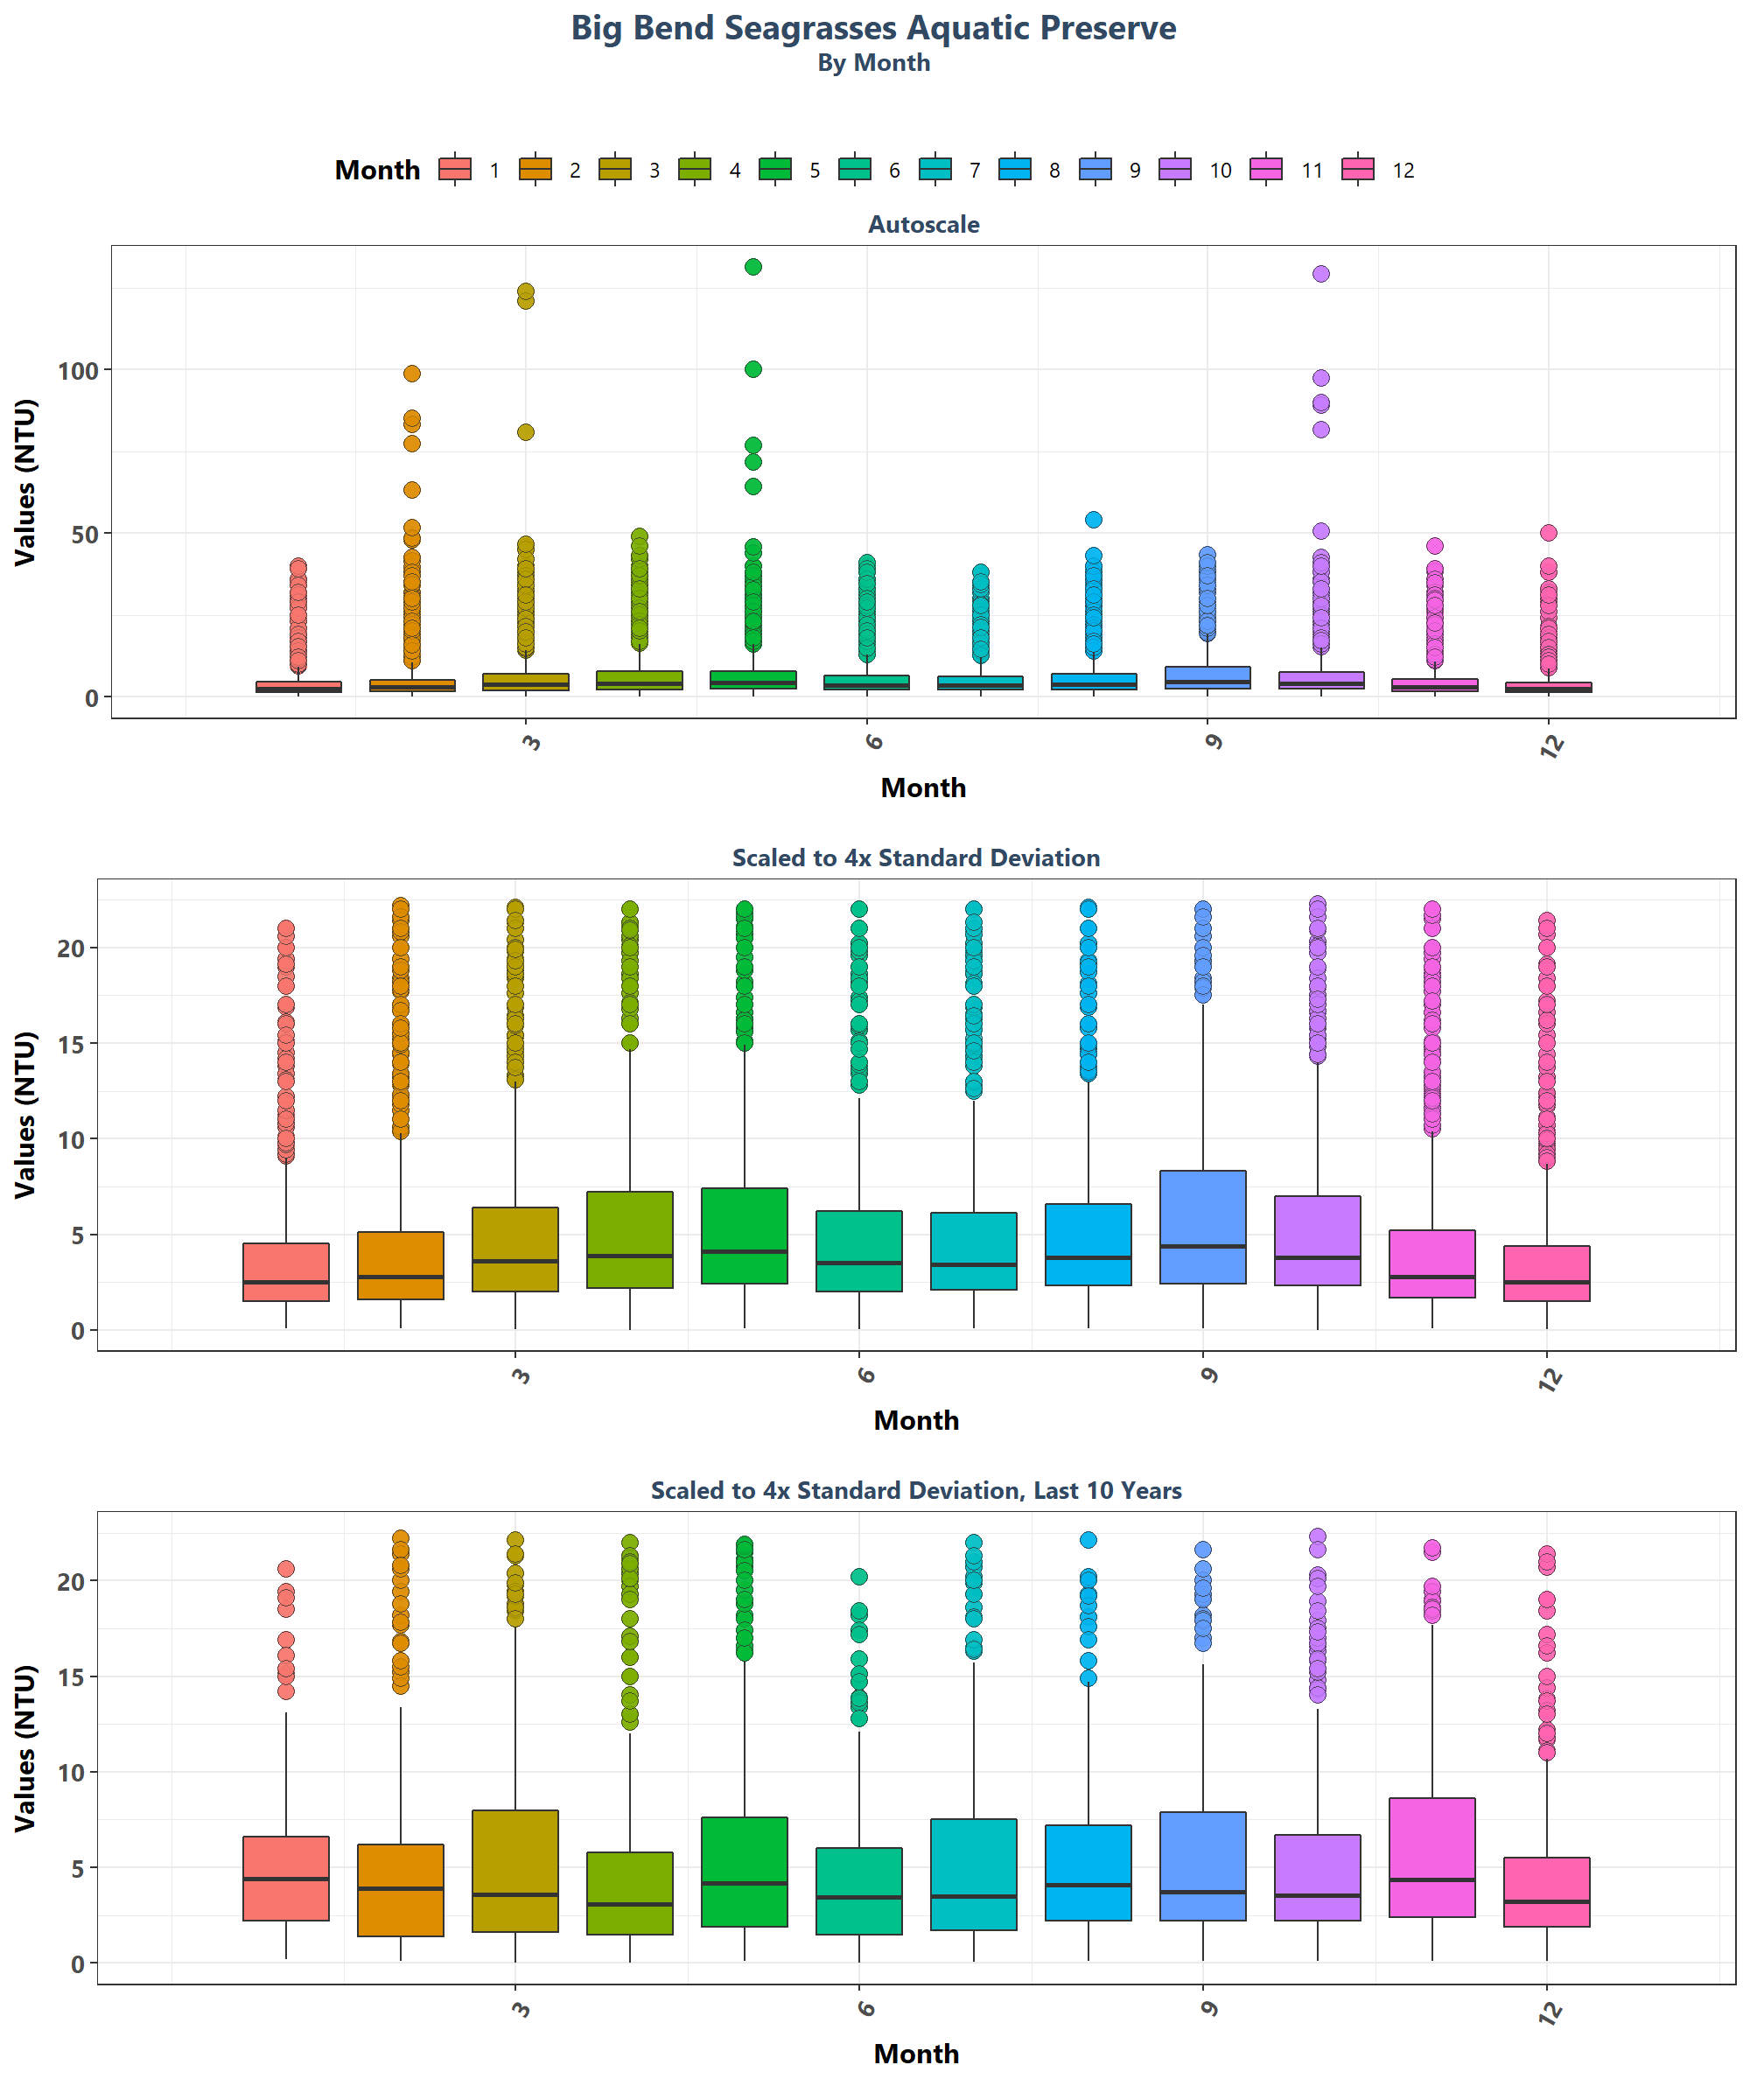 Big Bend Seagrasses Aquatic Preserve
By Month
Month 1 2 3 4 5 6 7 8 9 10 11 12
Autoscale
Values (NTU)
100
50
0
3 6 9 12
Month
Scaled to 4x Standard Deviation
Values (NTU)
20
15
10
5
0
3 6 9 12
Month
Scaled to 4x Standard Deviation, Last 10 Years
Values (NTU)
20
15
10
5
0
3 6 9 12
Month